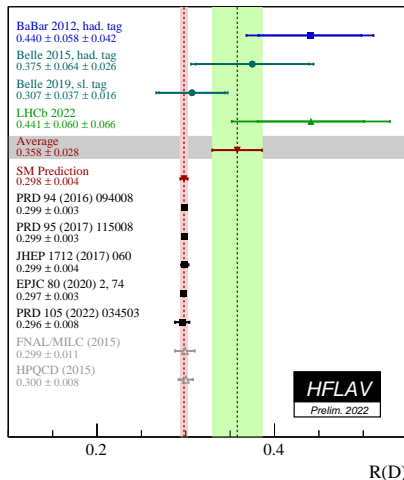 BaBar 2012, had. tag
0.440 ± 0.058 ± 0.042
Belle 2015, had. tag
0.375 ± 0.064 ± 0.026
Belle 2019, sl. tag
0.307 ± 0.037 ± 0.016
LHCb 2022
0.441 ± 0.060 ± 0.066
Average
0.358 ± 0.028
SM Prediction
0.298 ± 0.004
PRD 94 (2016) 094008
0.299 ± 0.003
PRD 95 (2017) 115008
0.299 ± 0.003
JHEP 1712 (2017) 060
0.299 ± 0.004
EPJC 80 (2020) 2, 74
0.297 ± 0.003
PRD 105 (2022) 034503
0.296 ± 0.008
FNAL/MILC (2015)
0.299 ± 0.011
HPQCD (2015)
0.300 ± 0.008
HFLAV
Prelim. 2022
0.2 0.4
R(D)